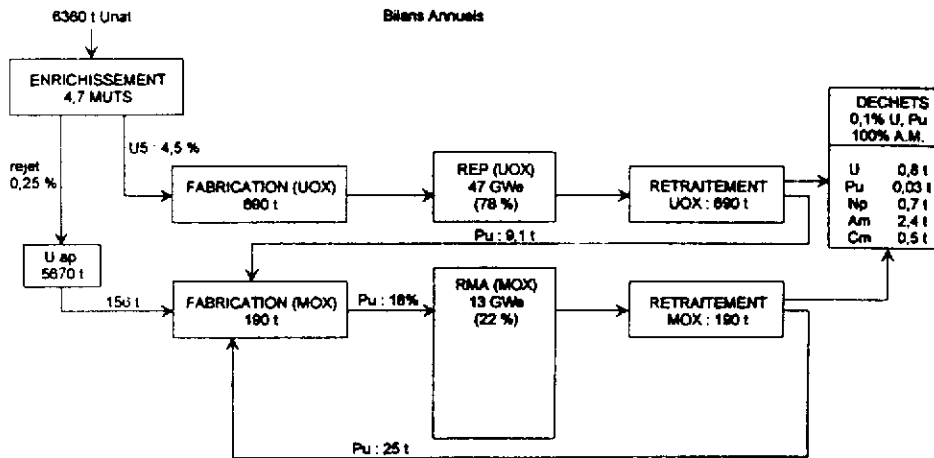 6360 t Unat
Bilans Annuels
ENRICHISSEMENT
4,7 MUTS
DECHETS
0,1% U, Pu
100% A.M.
U 0,8 t
Pu 0,03 t
Np 0,7 t
Am 2,4 t
Cm 0,5 t
rejet
0,25 %
U5 : 4,5 %
FABRICATION (UOX)
690 t
REP (UOX)
47 GWe
(78 %)
RETRAITEMENT
UOX : 690 t
Pu : 9,1 t
U ap
5670 t
156 t
FABRICATION (MOX)
190 t
Pu : 18%
RMA (MOX)
13 GWe
(22 %)
RETRAITEMENT
MOX : 190 t
Pu : 25 t